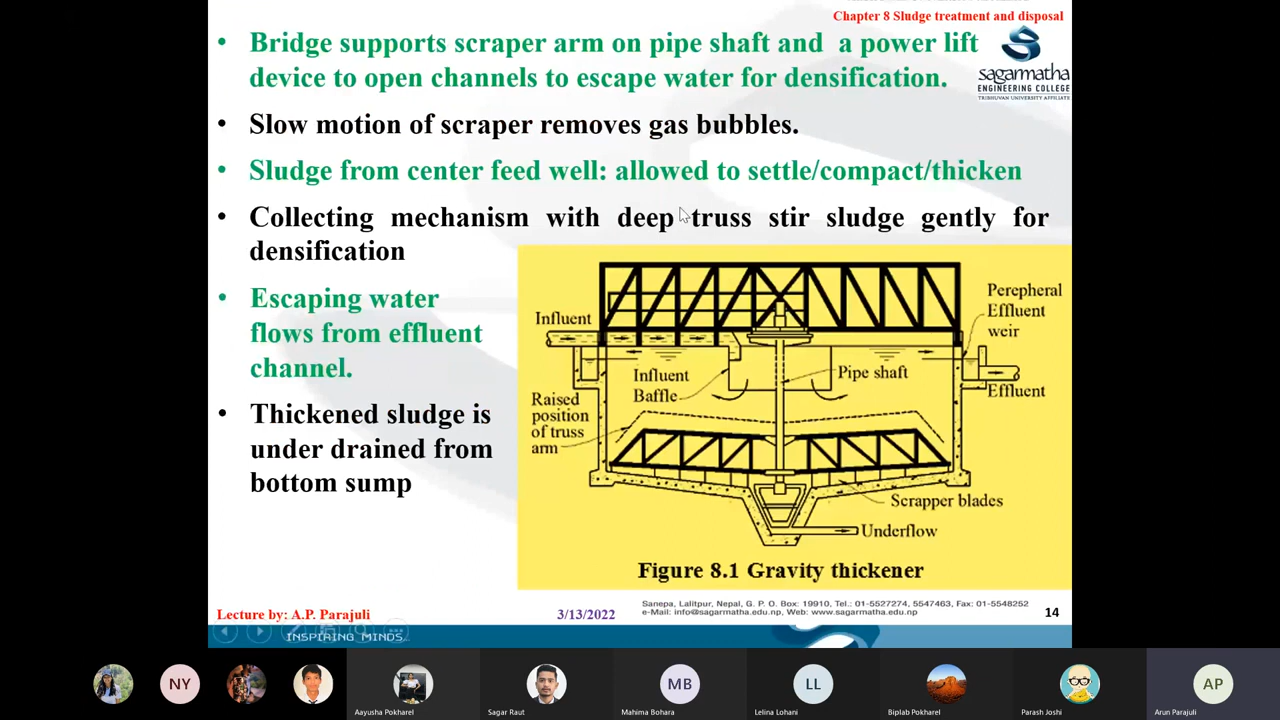 Chapter 8 Sludge treatment and disposal
• Bridge supports scraper arm on pipe shaft and a power lift
device to open channels to escape water for densification.
sagarmatha
ENGINEERING COLLEGE
TRIBHUVAN UNIVERSITY AFFILIATE
• Slow motion of scraper removes gas bubbles.
• Sludge from center feed well: allowed to settle/compact/thicken
• Collecting mechanism with deep truss stir sludge gently for
densification
• Escaping water
flows from effluent
channel.
• Thickened sludge is
under drained from
bottom sump
Influent
Perepheral
Effluent
weir
Influent
Baffle
Pipe shaft
Effluent
Raised
position
of truss
arm
Scrapper blades
Underflow
Figure 8.1 Gravity thickener
Lecture by: A.P. Parajuli
3/13/2022
Sanepa, Lalitpur, Nepal, G. P. O. Box: 19910, Tel.: 01-5527274, 5547463, Fax: 01-5548252
e-Mail: info@sagarmatha.edu.np, Web: www.sagarmatha.edu.np
14
INSPIRING MINDS
NY
MB
LL
AP
Aayusha Pokharel
Sagar Raut
Mahima Bohara
Lelina Lohani
Biplab Pokharel
Parash Joshi
Arun Parajuli